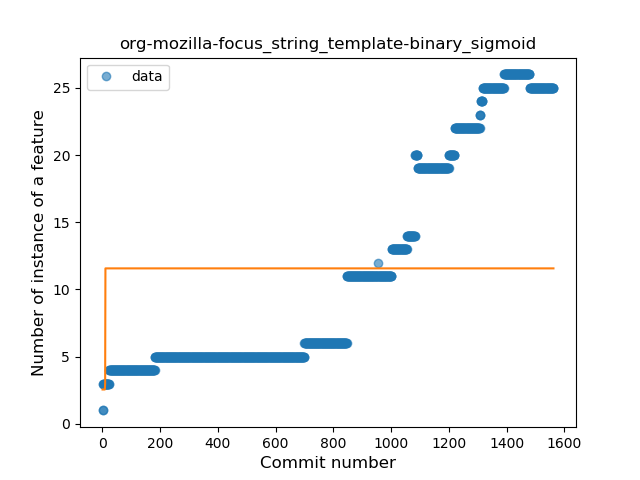 org-mozilla-focus_string_template-binary_sigmoid
data
Number of instance of a feature
25
20
15
10
5
0
0 200 400 600 800 1000 1200 1400 1600
Commit number